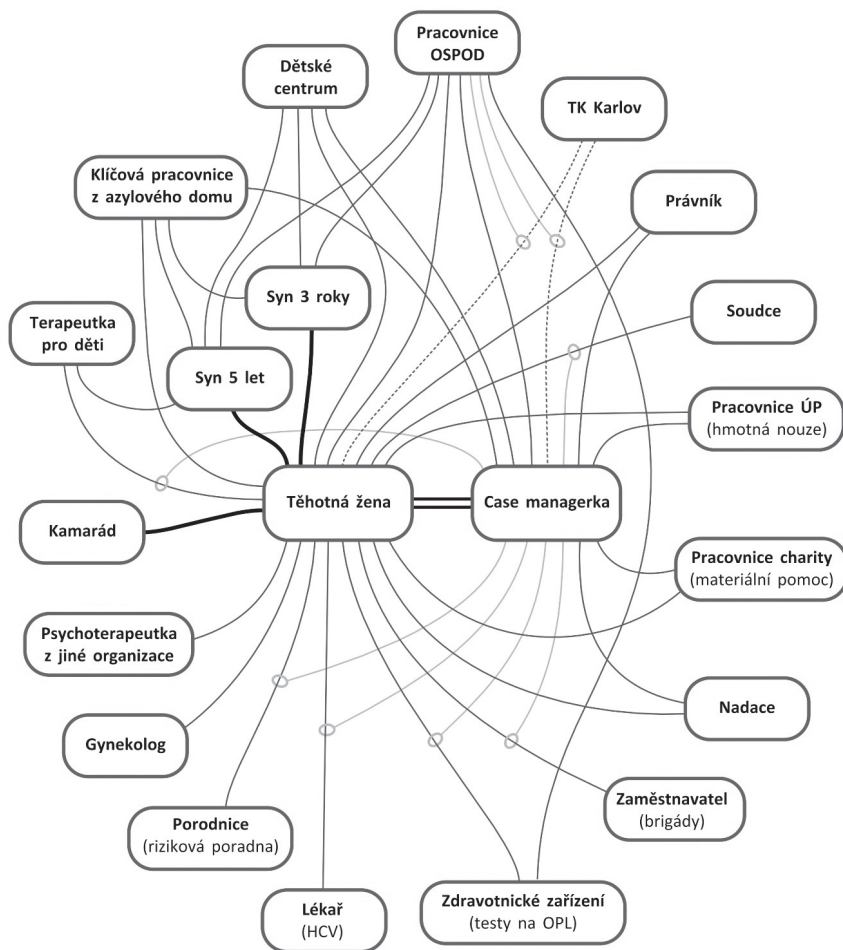 Pracovnice
OSPOD
Dětské
centrum
TK Karlov
Klíčová pracovnice
z azylového domu
Právník
Syn 3 roky
Soudce
Terapeutka
pro děti
Syn 5 let
Pracovnice ÚP
(hmotná nouze)
Těhotná žena
Case managerka
Kamarád
Pracovnice charity
(materiální pomoc)
Psychoterapeutka
z jiné organizace
Nadace
Gynekolog
Zaměstnavatel
(brigády)
Porodnice
(riziková poradna)
Lékař
(HCV)
Zdravotnické zařízení
(testy na OPL)